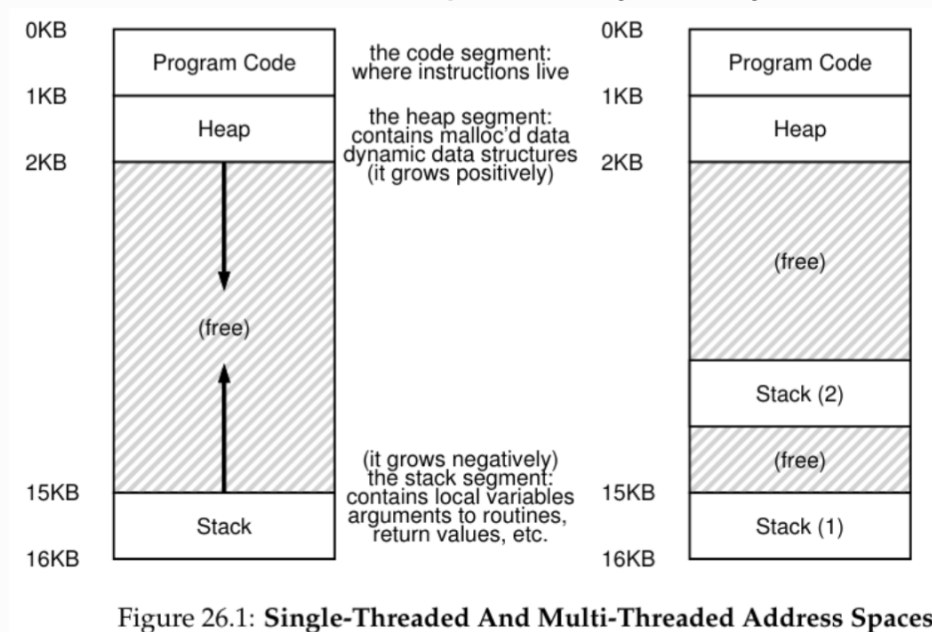 0KB
Program Code
1KB
Heap
2KB
(free)
15KB
Stack
16KB
the code segment:
where instructions live
the heap segment:
contains malloc'd data
dynamic data structures
(it grows positively)
(it grows negatively)
the stack segment:
contains local variables
arguments to routines,
return values, etc.
0KB
Program Code
1KB
Heap
2KB
(free)
Stack (2)
(free)
15KB
Stack (1)
16KB
Figure 26.1: Single-Threaded And Multi-Threaded Address Spaces